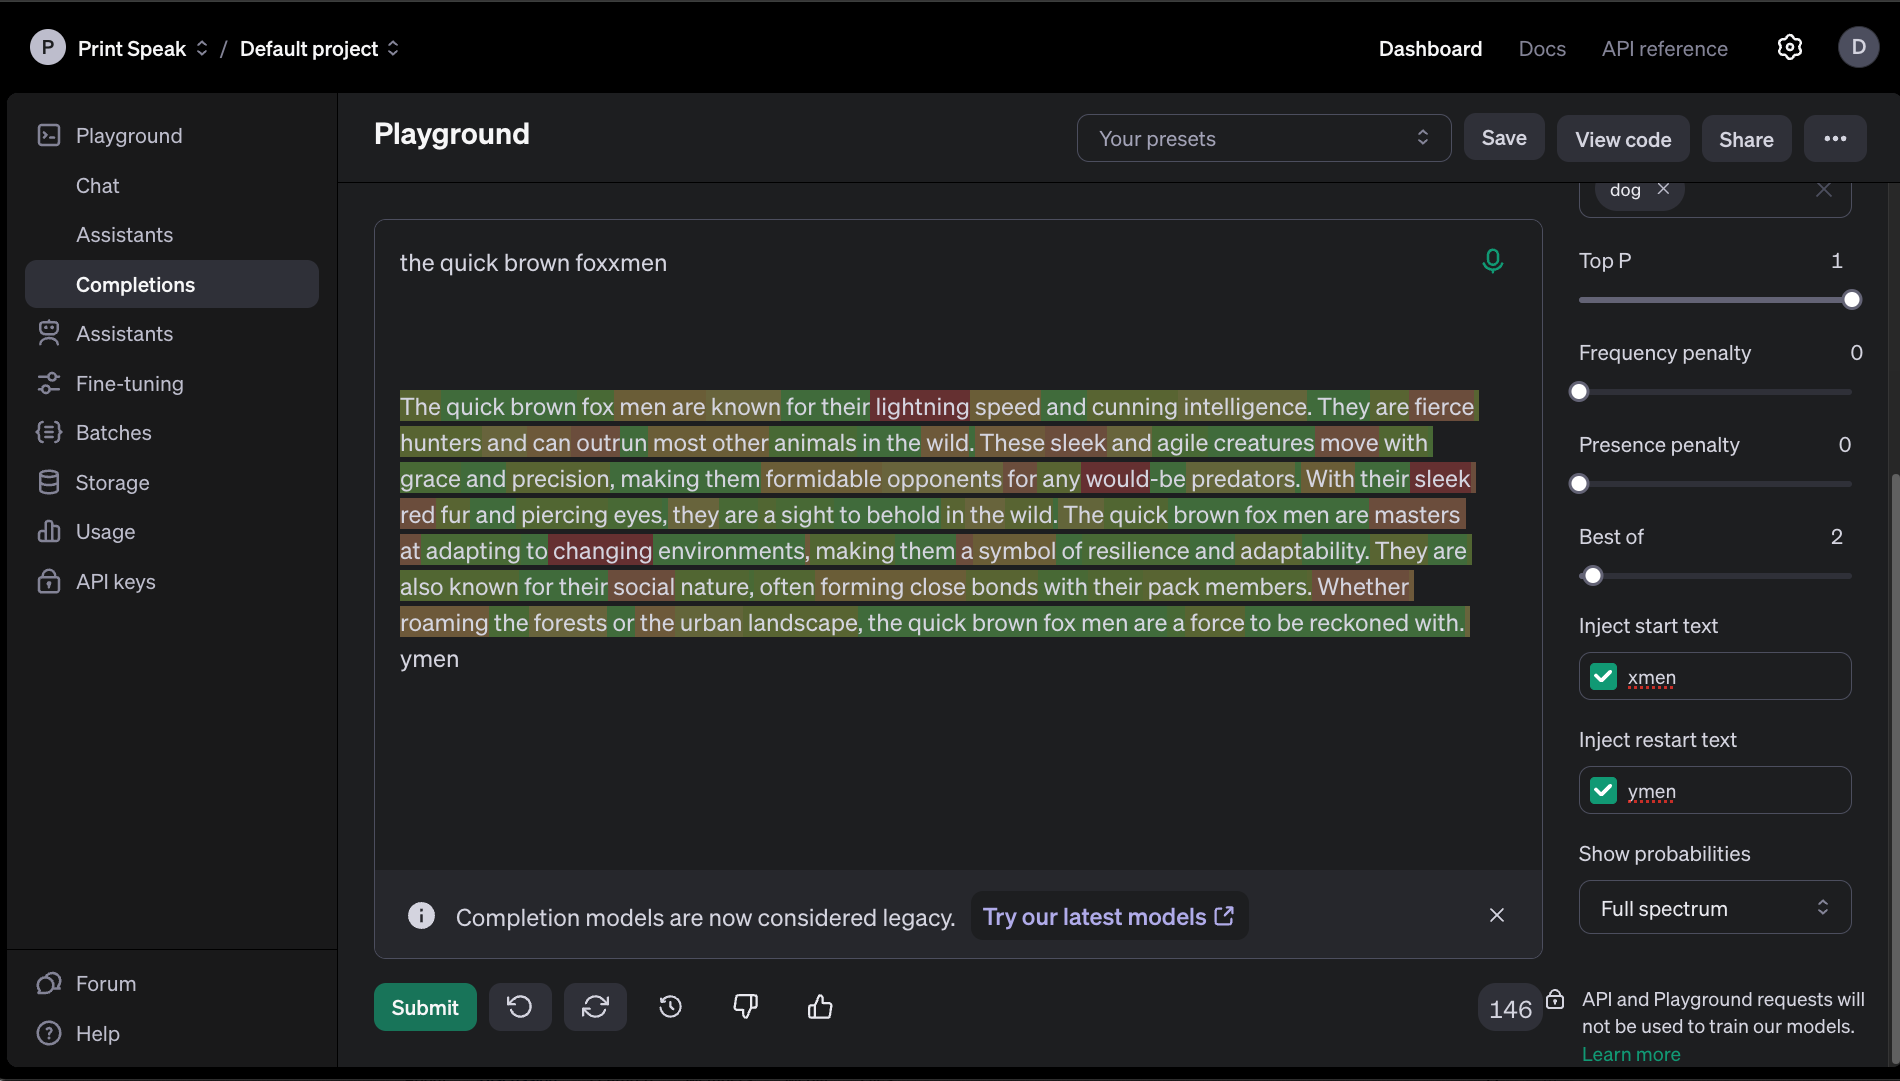 P Print Speak / Default project
Dashboard Docs API reference D
Playground
Chat
Assistants
Completions
Assistants
Fine-tuning
Batches
Storage
Usage
API keys
Forum
Help
Playground
Your presets Save View code Share
the quick brown foxxmen
The quick brown fox men are known for their lightning speed and cunning intelligence. They are fierce
hunters and can outrun most other animals in the wild. These sleek and agile creatures move with
grace and precision, making them formidable opponents for any would-be predators. With their sleek
red fur and piercing eyes, they are a sight to behold in the wild. The quick brown fox men are masters
at adapting to changing environments, making them a symbol of resilience and adaptability. They are
also known for their social nature, often forming close bonds with their pack members. Whether
roaming the forests or the urban landscape, the quick brown fox men are a force to be reckoned with.
ymen
Completion models are now considered legacy. Try our latest models
Submit
146
dog
Top P 1
Frequency penalty 0
Presence penalty 0
Best of 2
Inject start text
xmen
Inject restart text
ymen
Show probabilities
Full spectrum
API and Playground requests will
not be used to train our models.
Learn more